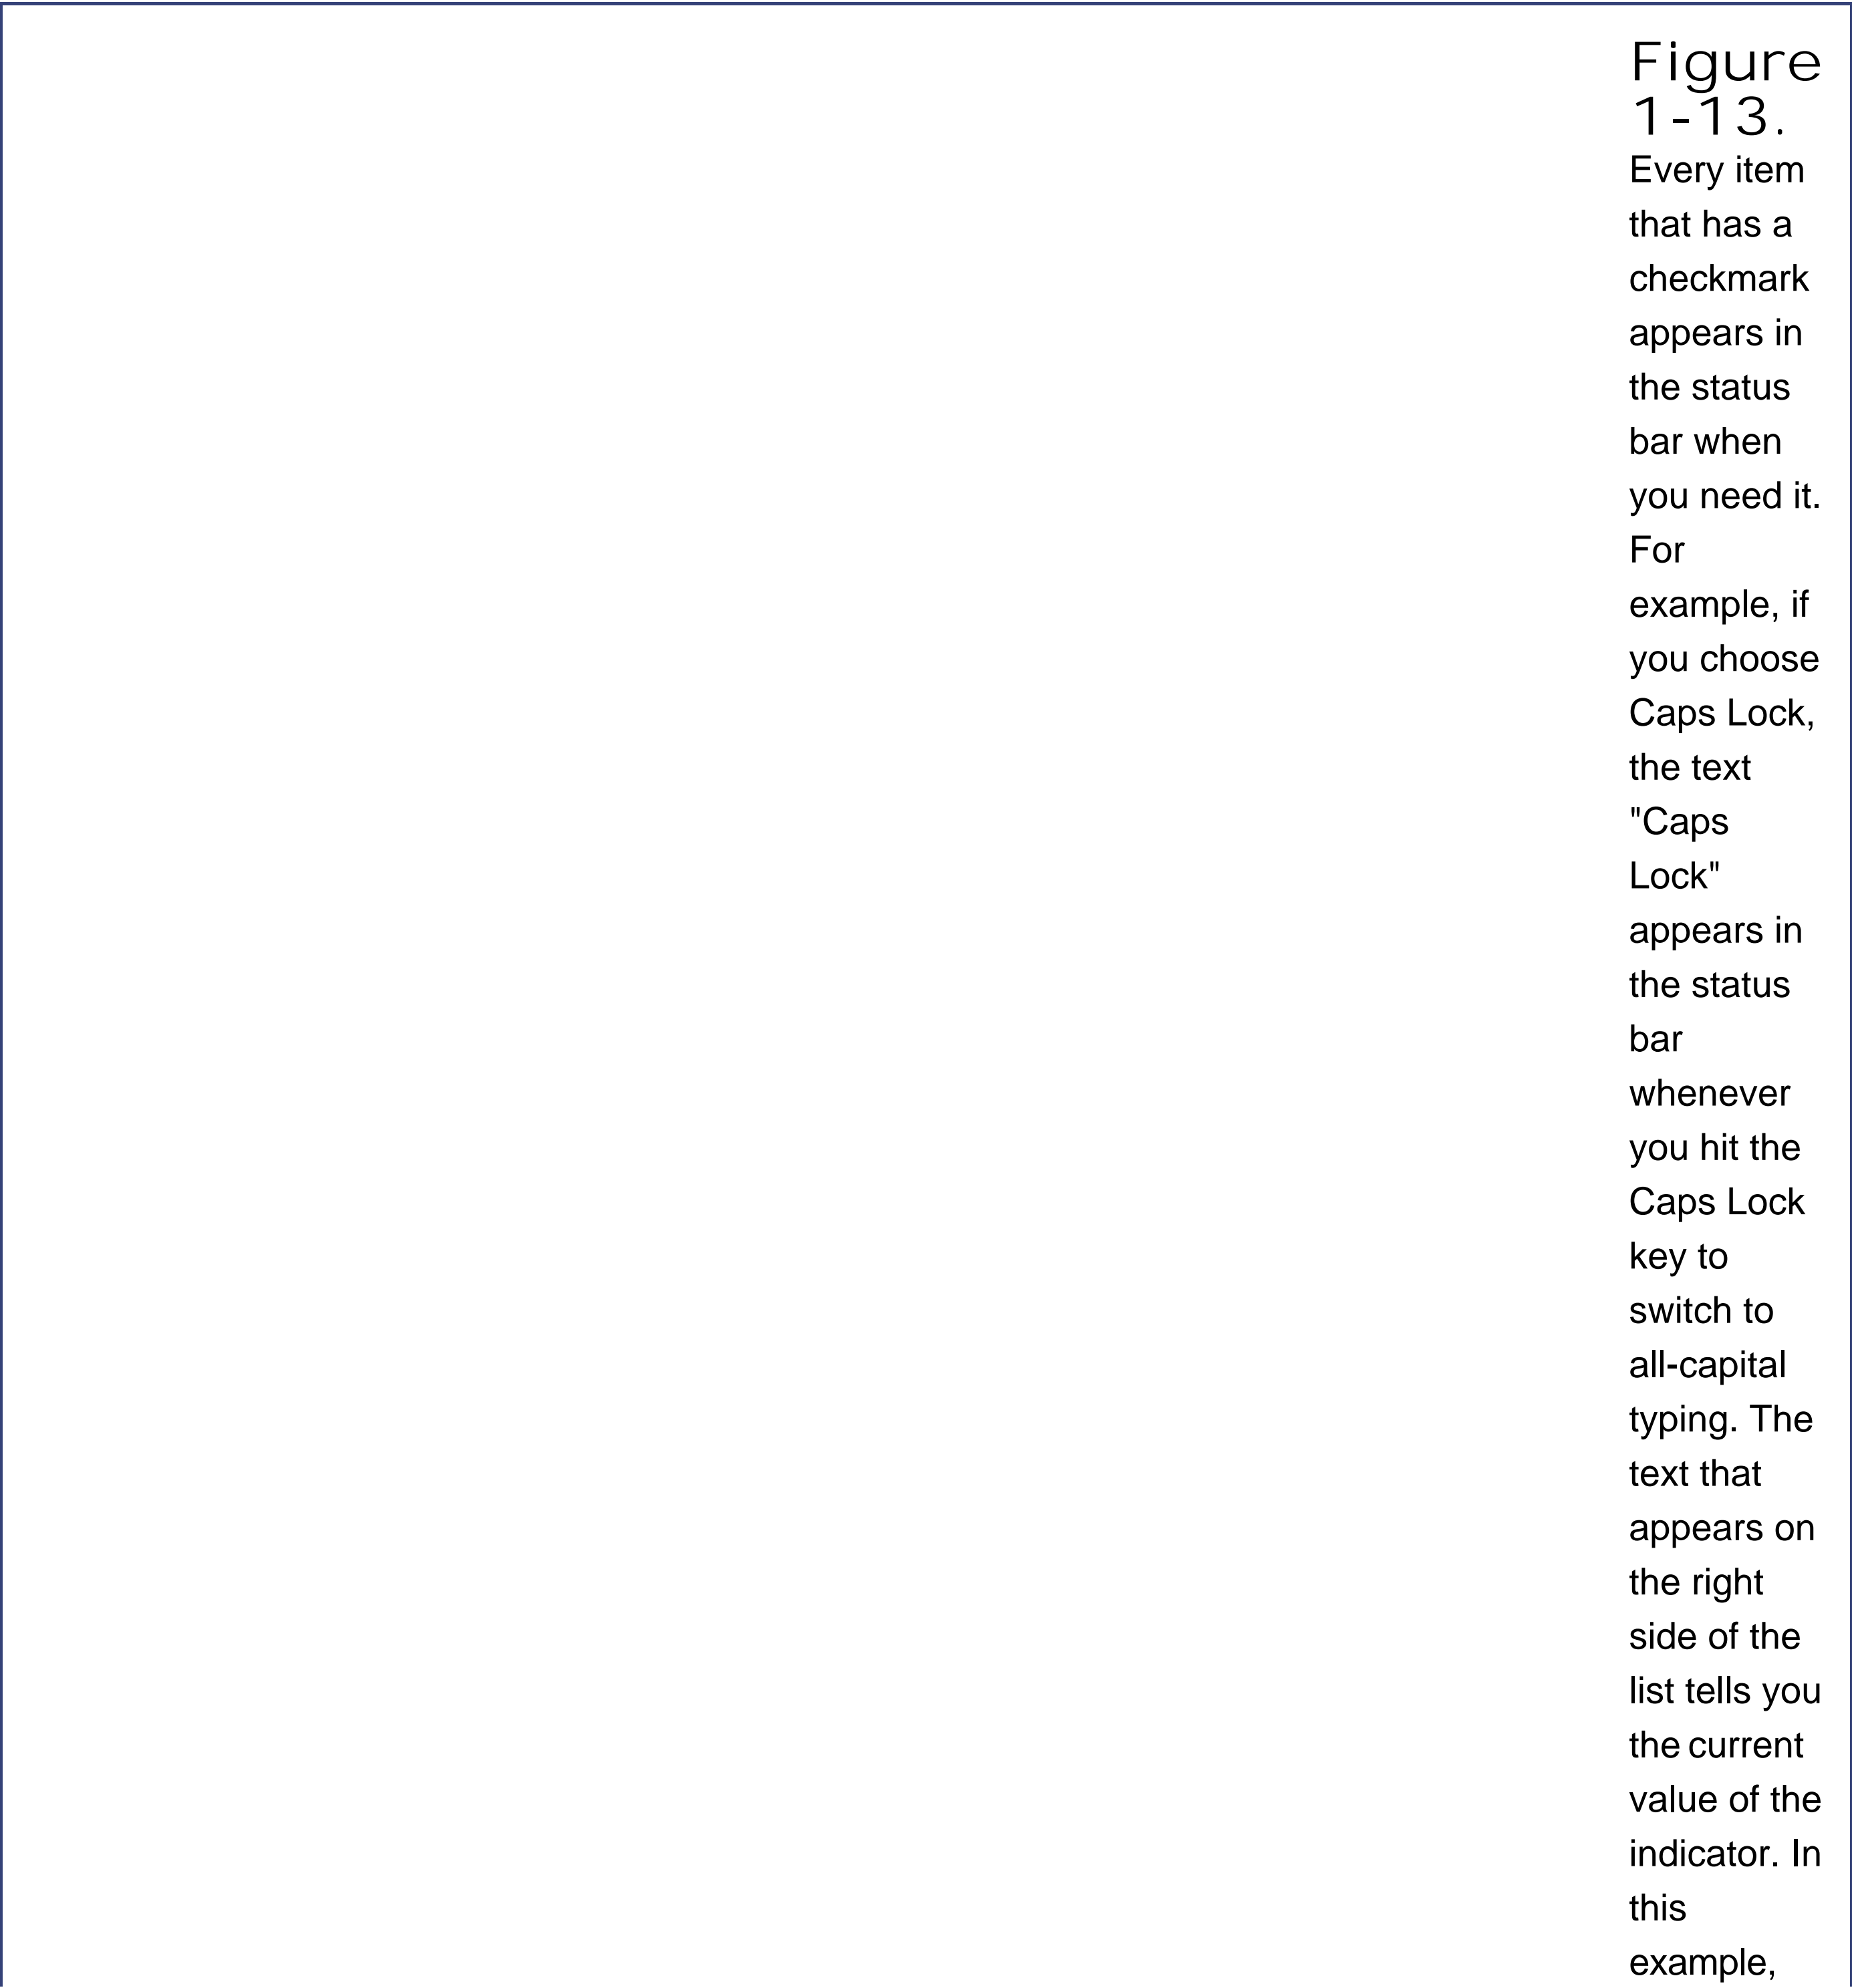 Figure
1-13.
Every item
that has a
checkmark
appears in
the status
bar when
you need it.
For
example, if
you choose
Caps Lock,
the text
"Caps
Lock"
appears in
the status
bar
whenever
you hit the
Caps Lock
key to
switch to
all-capital
typing. The
text that
appears on
the right
side of the
list tells you
the current
value of the
indicator. In
this
example,